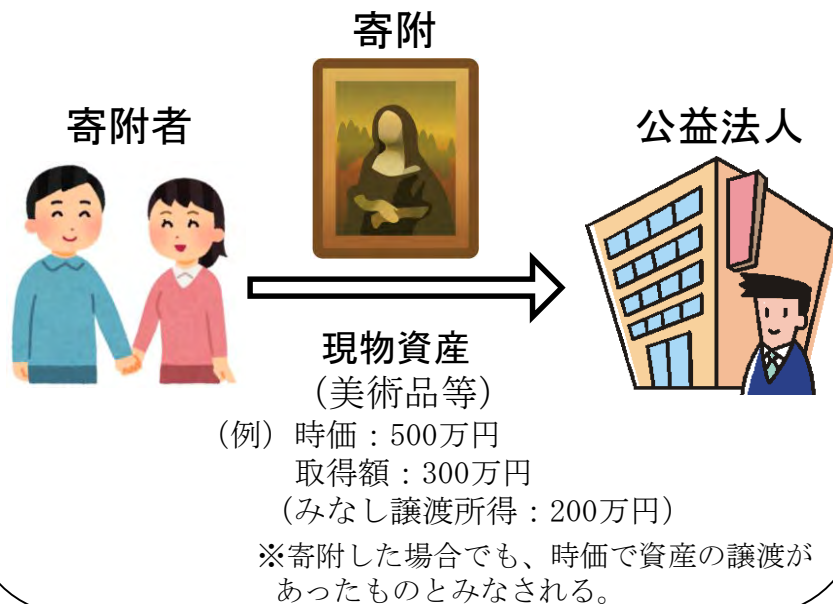 寄附
寄附者
公益法人
現物資産
（美術品等）
（例）時価：500万円
取得額：300万円
（みなし譲渡所得：200万円）
※寄附した場合でも、時価で資産の譲渡が
あったものとみなされる。